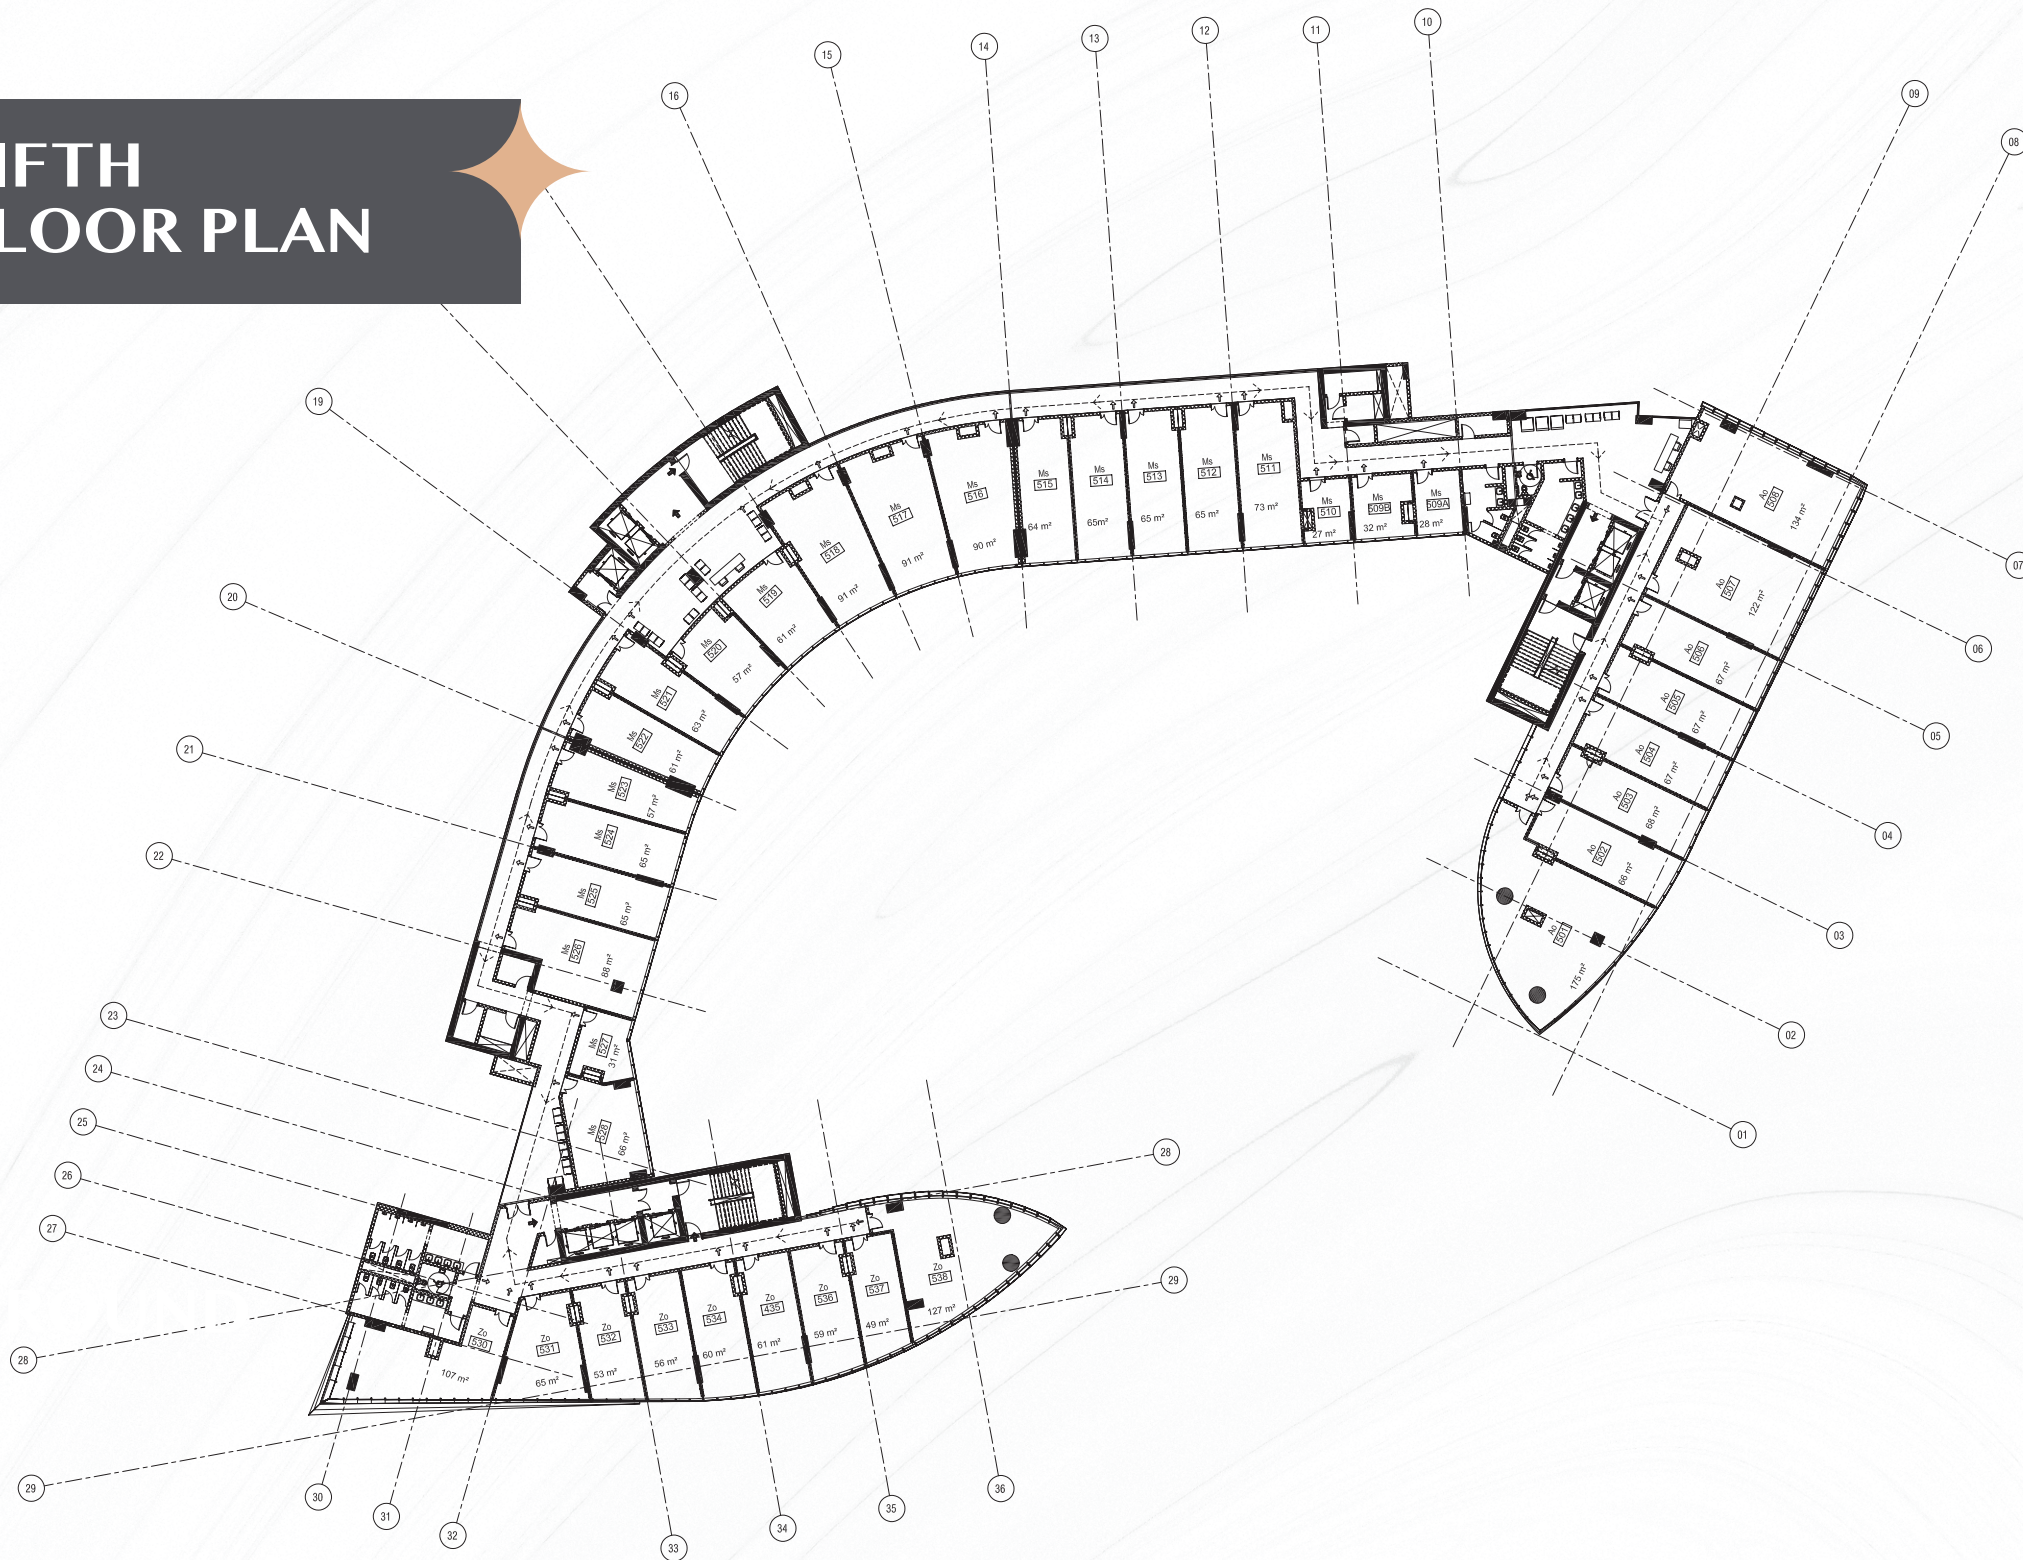 IFTH
LOOR PLAN
16
15
14
13
12
11
10
09
08
19
20
21
22
23
24
25
26
27
28
29
30
31
32
33
34
35
36
28
29
07
06
05
04
03
02
01
Ms
518
91 m²
Ms
517
91 m²
Ms
516
90 m²
Ms
515
64 m²
Ms
514
65m²
Ms
513
65 m²
Ms
512
65 m²
Ms
511
73 m²
Ms
510
27 m²
Ms
509B
32 m²
Ms
509A
28 m²
Ao
508
134 m²
Ao
507
122 m²
Ao
506
67 m²
Ao
505
67 m²
Ao
504
67 m²
Ao
503
68 m²
Ao
502
66 m²
Ao
501
175 m²
Ms
519
61 m²
Ms
520
57 m²
Ms
521
63 m²
Ms
522
61 m²
Ms
523
57 m²
Ms
524
65 m²
Ms
525
65 m²
Ms
526
88 m²
Ms
527
31 m²
Ms
528
66 m²
Zo
530
107 m²
Zo
531
65 m²
Zo
532
53 m²
Zo
533
56 m²
Zo
534
60 m²
Zo
435
61 m²
Zo
536
59 m²
Zo
537
49 m²
Zo
538
127 m²